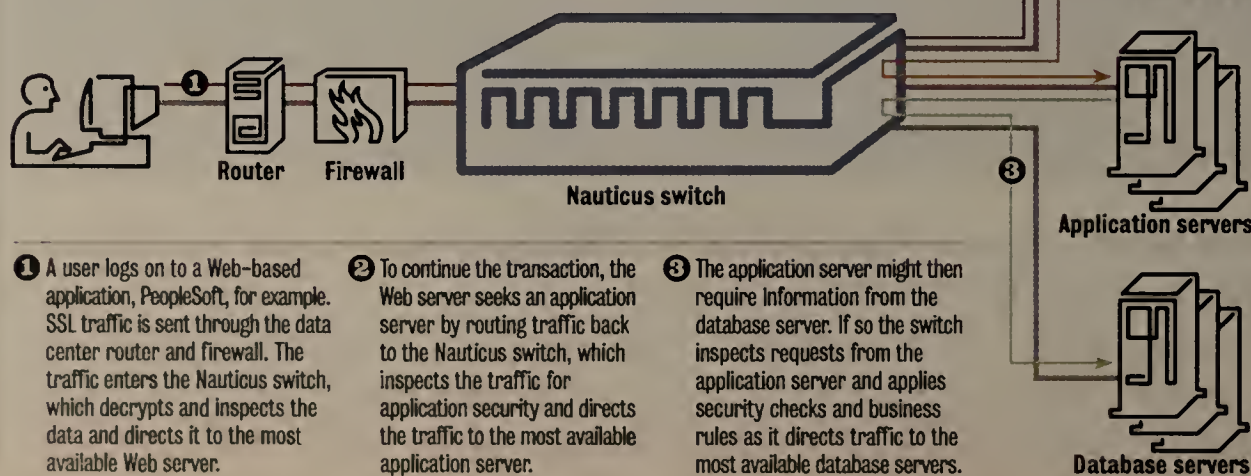 ❶
Router
Firewall
Nauticus switch
❸
Application servers
Database servers
❶ A user logs on to a Web-based
application, PeopleSoft, for example.
SSL traffic is sent through the data
center router and firewall. The
traffic enters the Nauticus switch,
which decrypts and inspects the
data and directs it to the most
available Web server.
❷ To continue the transaction, the
Web server seeks an application
server by routing traffic back
to the Nauticus switch, which
inspects the traffic for
application security and directs
the traffic to the most available
application server.
❸ The application server might then
require Information from the
database server. If so the switch
inspects requests from the
application server and applies
security checks and business
rules as it directs traffic to the
most available database servers.